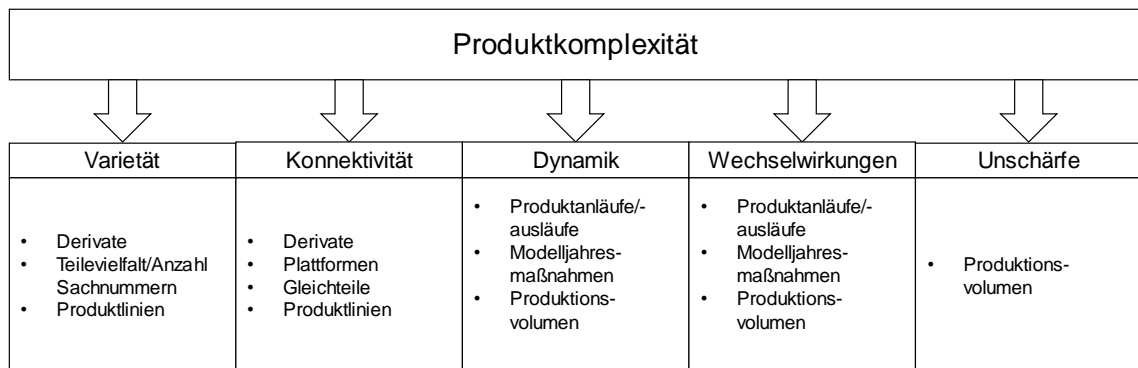 Produktkomplexität
Varietät
Konnektivität
Dynamik
Wechselwirkungen
Unschärfe
• Derivate
• Teilevielfalt/Anzahl
Sachnummern
• Produktlinien
• Derivate
• Plattformen
• Gleichteile
• Produktlinien
• Produktanläufe/-
ausläufe
• Modelljahres-
maßnahmen
• Produktions-
volumen
• Produktanläufe/-
ausläufe
• Modelljahres-
maßnahmen
• Produktions-
volumen
• Produktions-
volumen